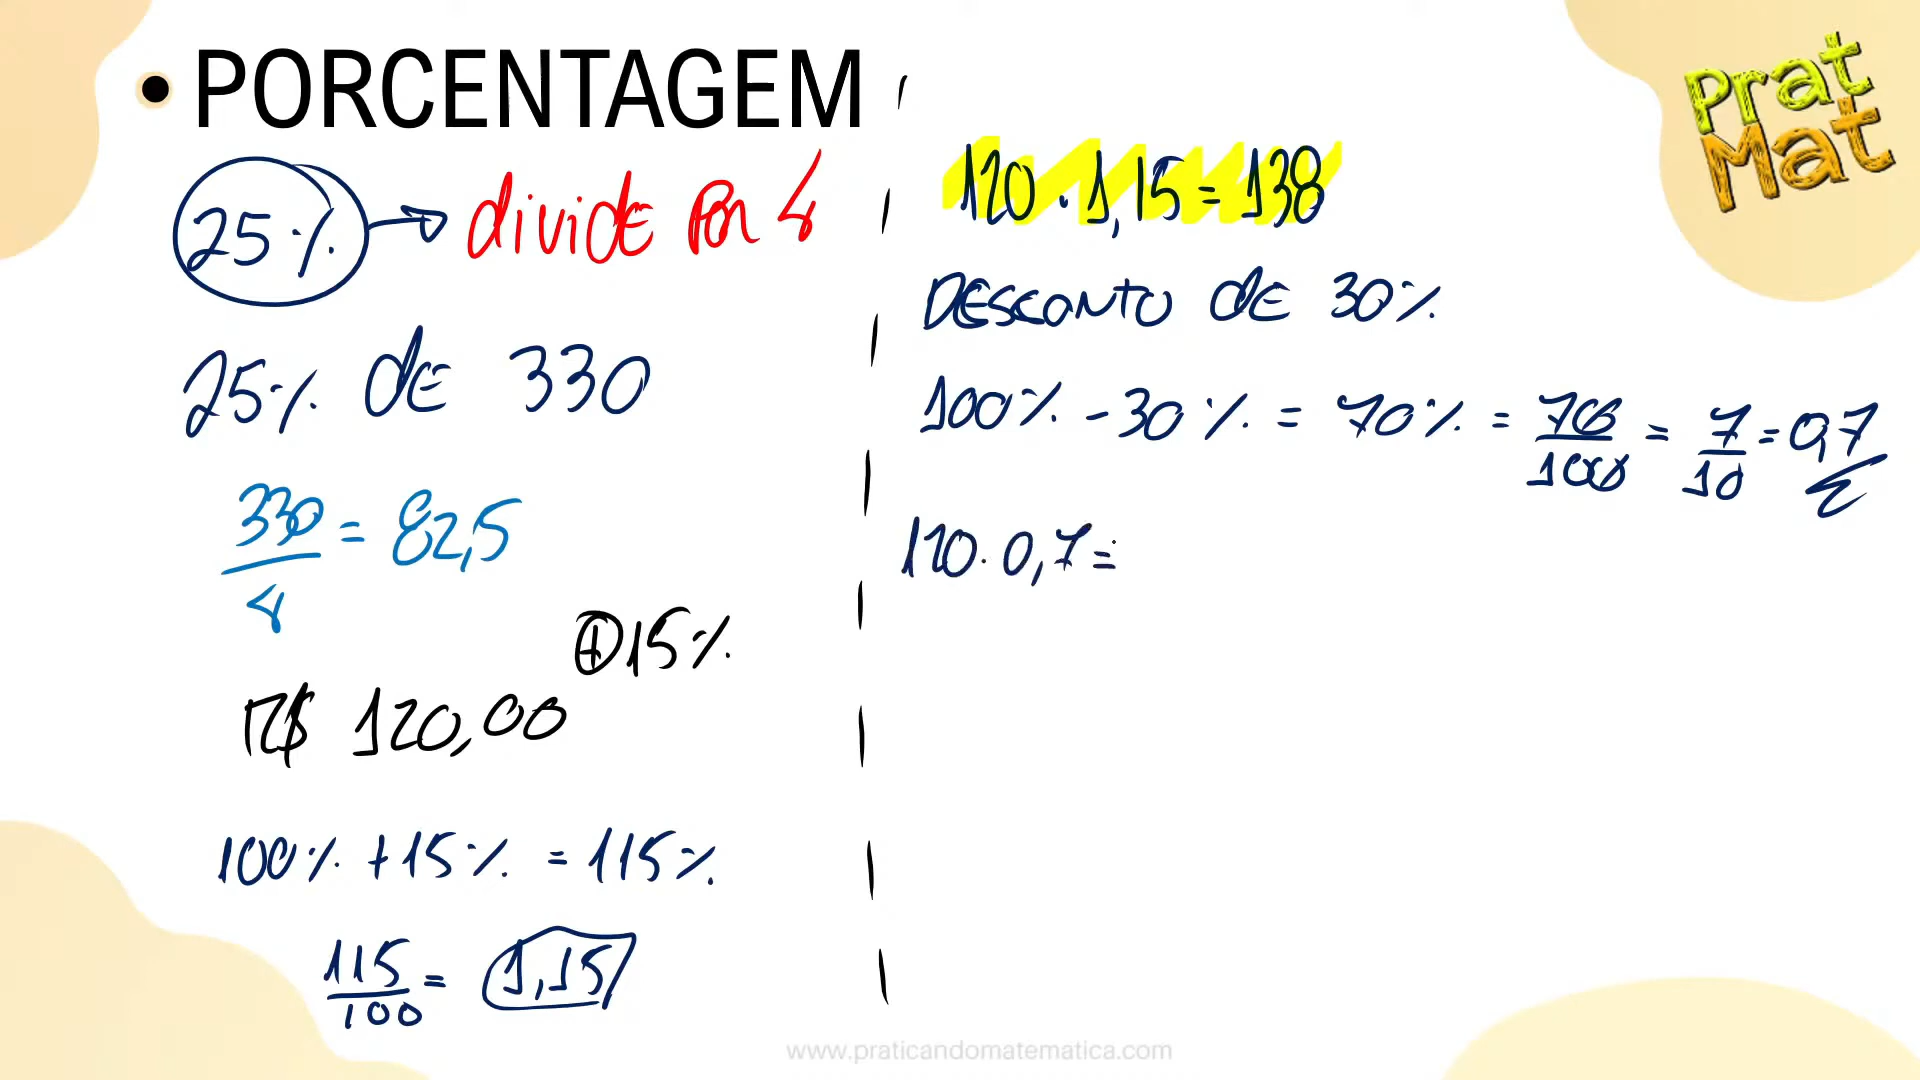 • PORCENTAGEM
25% → divide por 4
25% de 330
330/4 = 82,5
+15%
R$ 120,00
100% + 15% = 115%
115/100 = 1,15
120 . 1,15 = 138
DESCONTO dE 30%
100% - 30% = 70% = 70/100 = 7/10 = 0,7
120 . 0,7 =
Prat
Mat
www.praticandomatematica.com